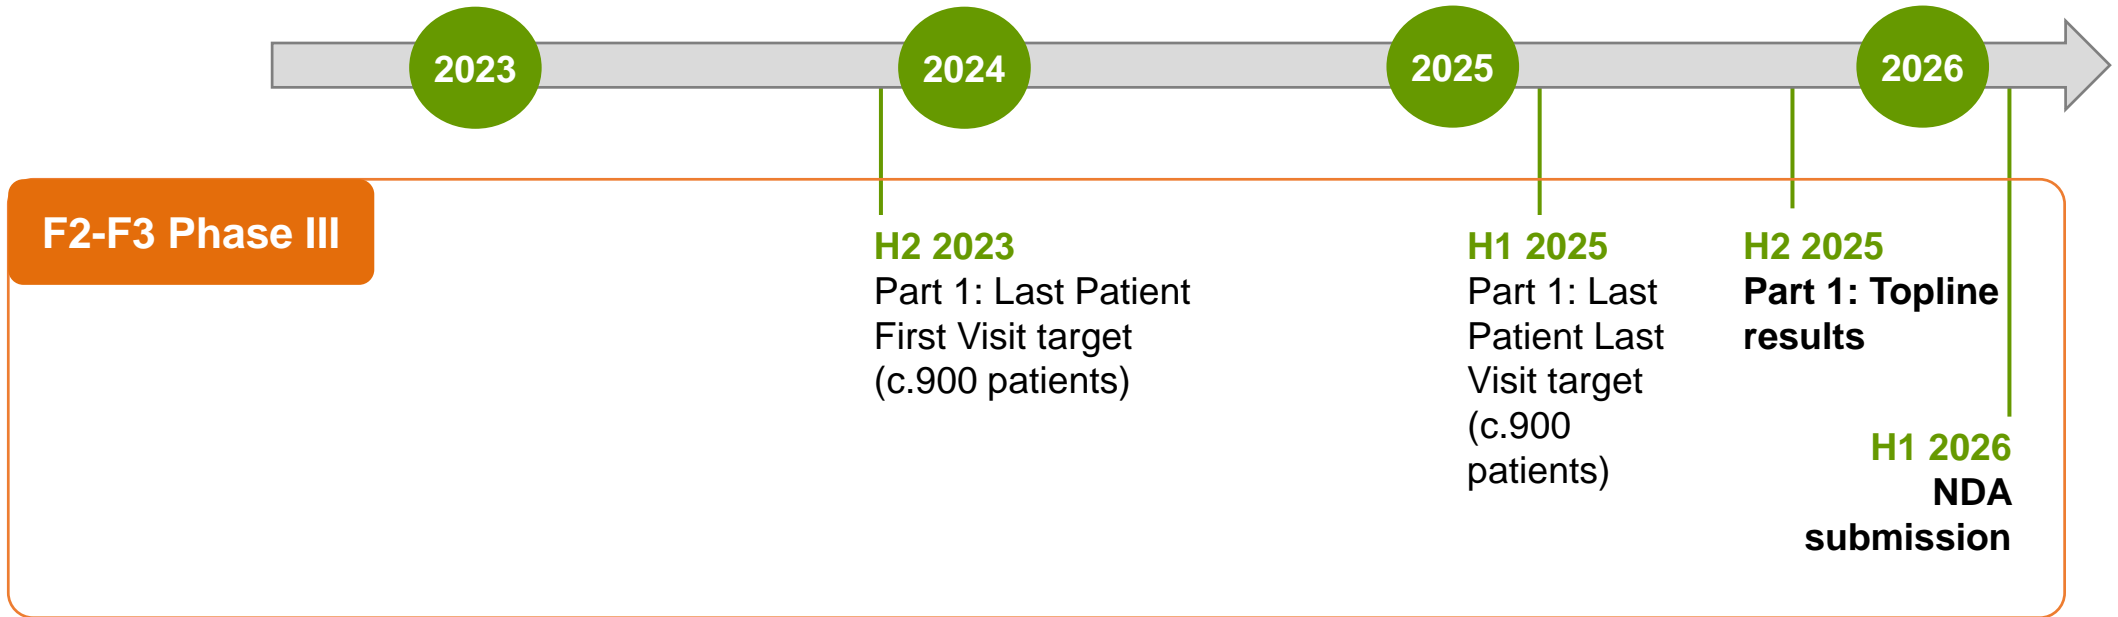 2023
2024
2025
2026
F2-F3 Phase III
H2 2023
Part 1: Last Patient
First Visit target
(c.900 patients)
H1 2025
Part 1: Last
Patient Last
Visit target
(c.900
patients)
H2 2025
Part 1: Topline
results
H1 2026
NDA
submission